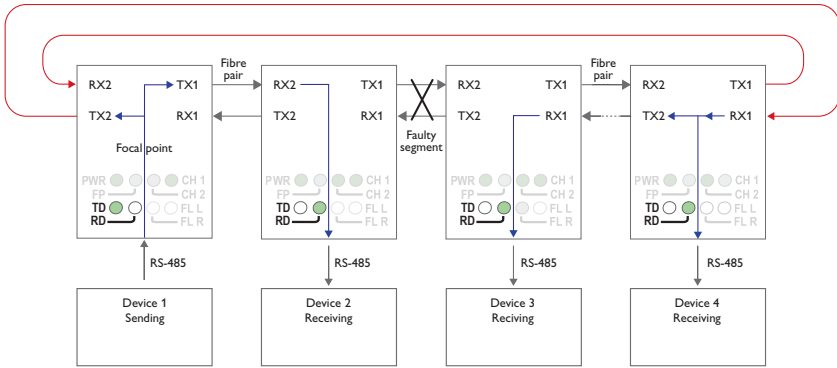 RX2
TX1
Fibre
pair
RX2
TX1
RX2
TX1
Fibre
pair
RX2
TX1
TX2
RX1
TX2
RX1
TX2
RX1
TX2
RX1
Focal point
Faulty
segment
PWR
CH 1
FP
CH 2
TD
FL L
RD
FL R
PWR
CH 1
FP
CH 2
TD
FL L
RD
FL R
PWR
CH 1
FP
CH 2
TD
FL L
RD
FL R
PWR
CH 1
FP
CH 2
TD
FL L
RD
FL R
RS-485
RS-485
RS-485
RS-485
Device 1
Sending
Device 2
Receiving
Device 3
Reciving
Device 4
Receiving